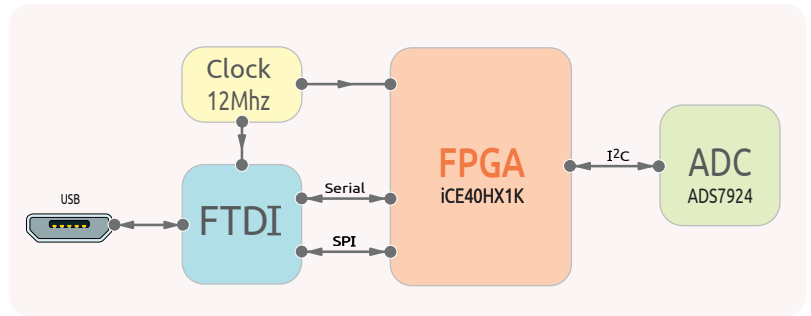 Clock
12Mhz
USB
FTDI
Serial
SPI
FPGA
iCE40HX1K
I²C
ADC
ADS7924